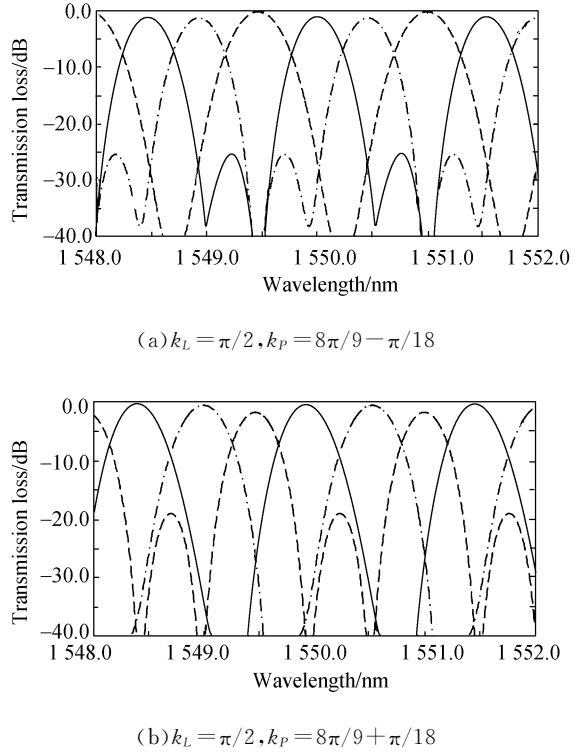 0.0
−10.0
−20.0
−30.0
−40.0
Transmission loss/dB
1 548.0 1 549.0 1 550.0 1 551.0 1 552.0
Wavelength/nm
(a)k_L=π/2,k_P=8π/9−π/18
0.0
−10.0
−20.0
−30.0
−40.0
Transmission loss/dB
1 548.0 1 549.0 1 550.0 1 551.0 1 552.0
Wavelength/nm
(b)k_L=π/2,k_P=8π/9+π/18